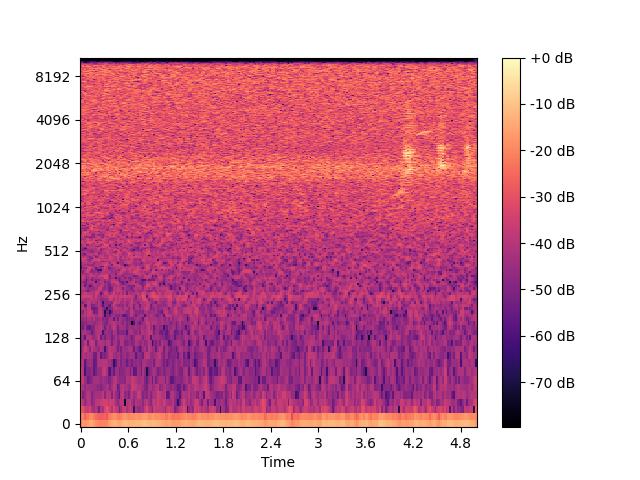 Hz
8192
4096
2048
1024
512
256
128
64
0
0 0.6 1.2 1.8 2.4 3 3.6 4.2 4.8
Time
+0 dB
-10 dB
-20 dB
-30 dB
-40 dB
-50 dB
-60 dB
-70 dB